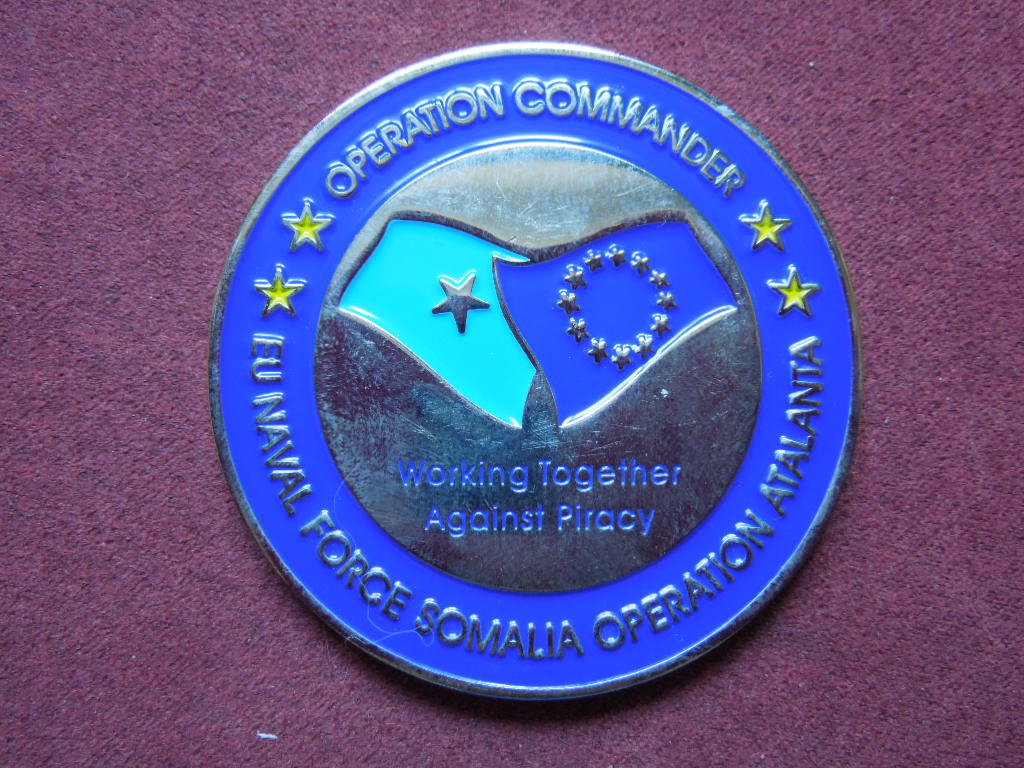 OPERATION COMMANDER
Working Together
Against Piracy
EU NAVAL FORCE SOMALIA OPERATION ATALANTA